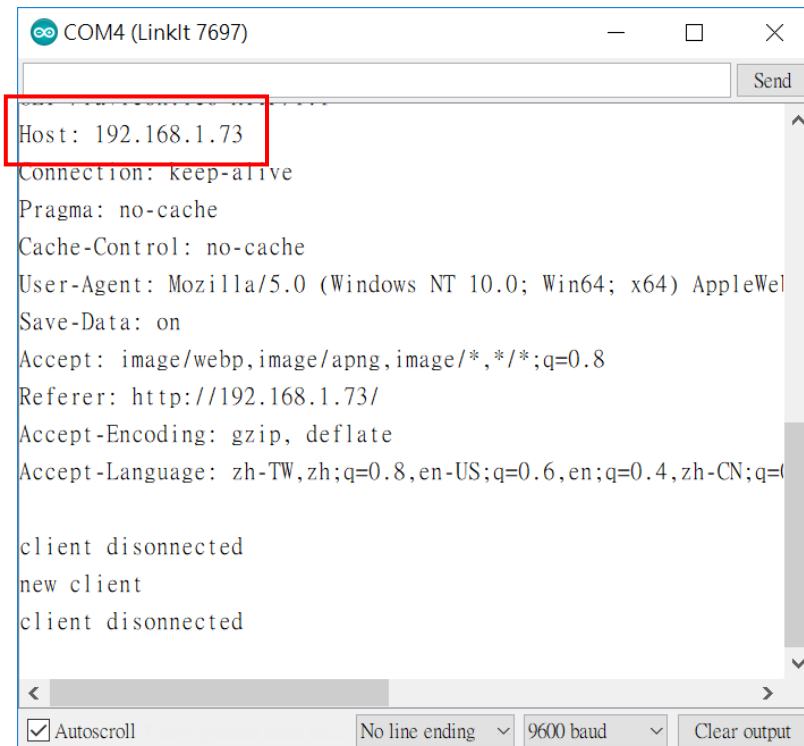 COM4 (LinkIt 7697)
Send
Host: 192.168.1.73
Connection: keep-alive
Pragma: no-cache
Cache-Control: no-cache
User-Agent: Mozilla/5.0 (Windows NT 10.0; Win64; x64) AppleWe
Save-Data: on
Accept: image/webp,image/apng,image/*,*/*;q=0.8
Referer: http://192.168.1.73/
Accept-Encoding: gzip, deflate
Accept-Language: zh-TW,zh;q=0.8,en-US;q=0.6,en;q=0.4,zh-CN;q=
client disonnected
new client
client disonnected
Autoscroll No line ending 9600 baud Clear output